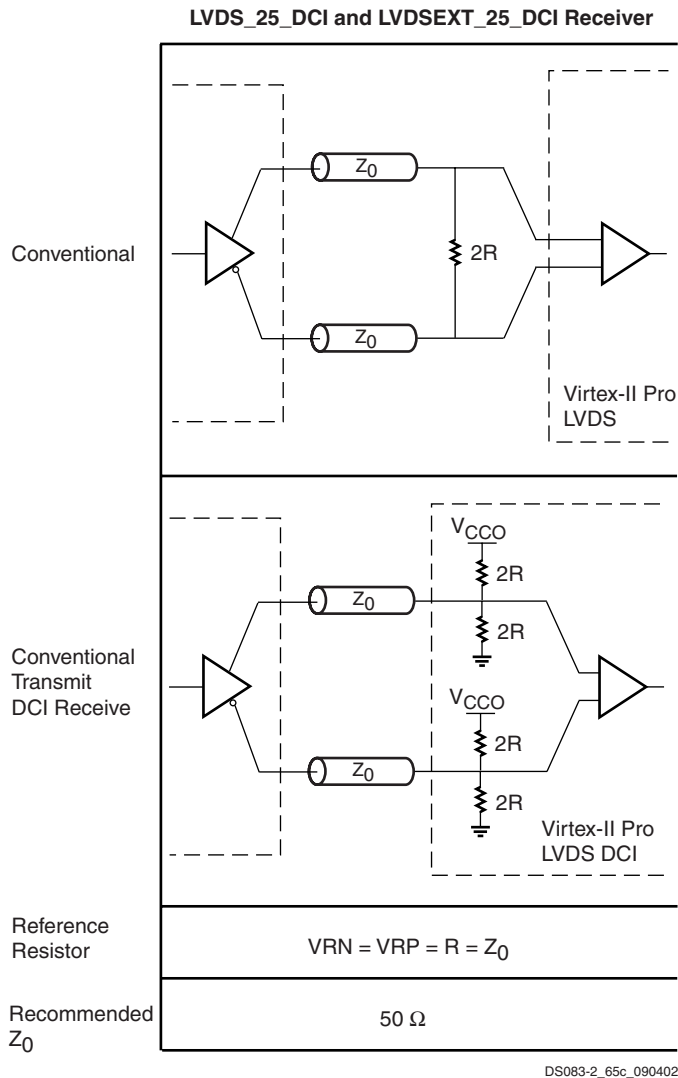 LVDS_25_DCI and LVDSEXT_25_DCI Receiver
Z0
Conventional
2R
Z0
Virtex-II Pro
LVDS
VCCO
2R
Z0
2R
Conventional
Transmit
DCI Receive
VCCO
2R
Z0
2R
Virtex-II Pro
LVDS DCI
Reference
Resistor
VRN = VRP = R = Z0
Recommended
Z0
50 Ω
DS083-2_65c_090402